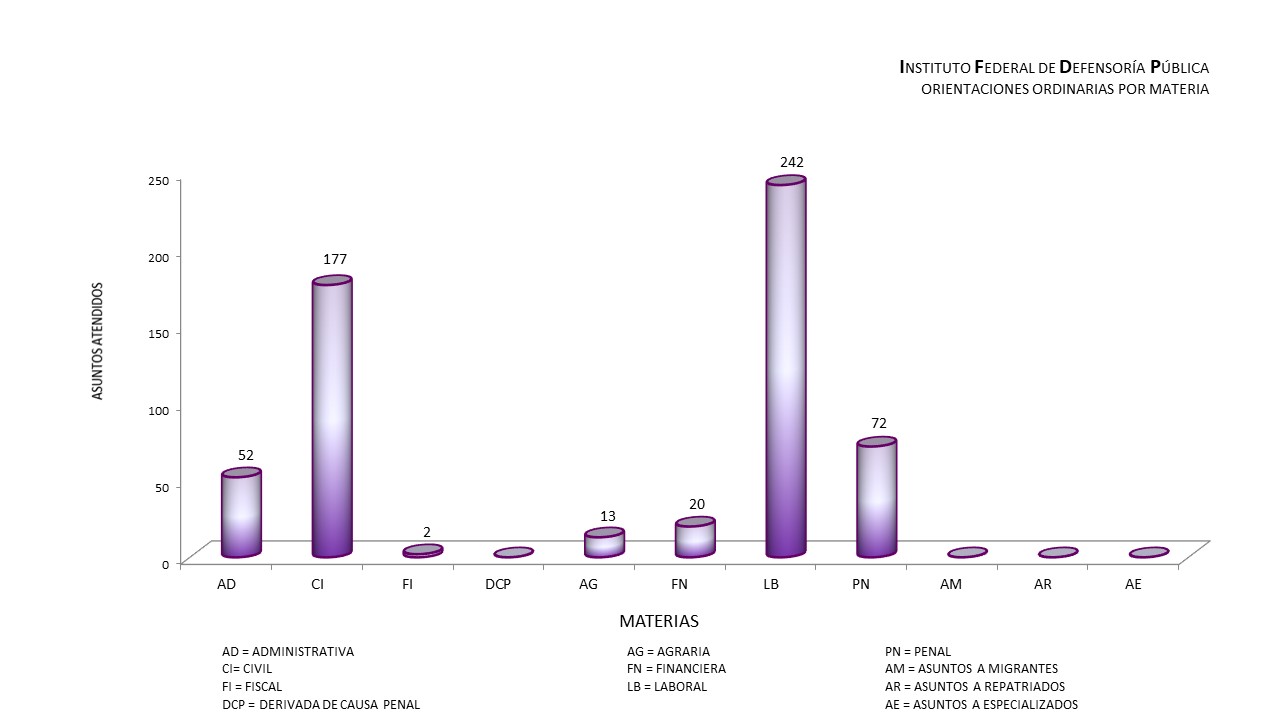 INSTITUTO FEDERAL DE DEFENSORÍA PÚBLICA
ORIENTACIONES ORDINARIAS POR MATERIA
ASUNTOS ATENDIDOS
250
200
150
100
50
0
52
177
2
13
20
242
72
AD CI FI DCP AG FN LB PN AM AR AE
MATERIAS
AD = ADMINISTRATIVA
CI= CIVIL
FI = FISCAL
DCP = DERIVADA DE CAUSA PENAL
AG = AGRARIA
FN = FINANCIERA
LB = LABORAL
PN = PENAL
AM = ASUNTOS A MIGRANTES
AR = ASUNTOS A REPATRIADOS
AE = ASUNTOS A ESPECIALIZADOS